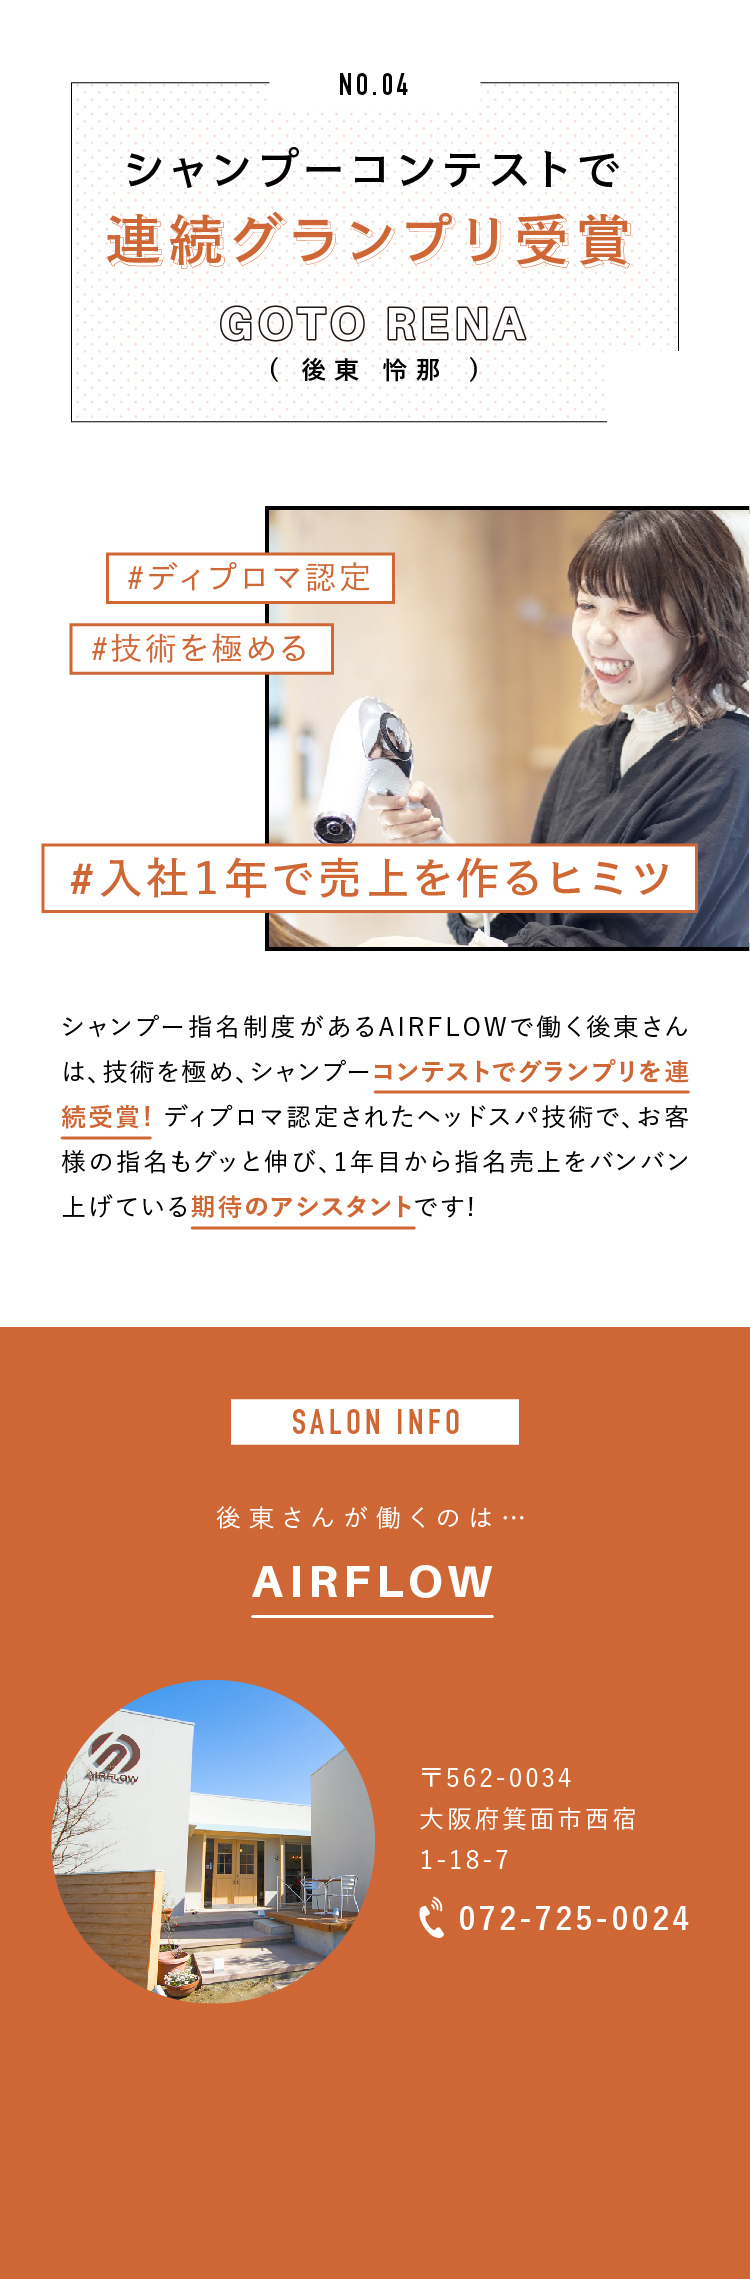 NO.04
シャンプーコンテストで
連続グランプリ受賞
GOTO RENA
( 後東 怜那 )
#ディプロマ認定
#技術を極める
#入社1年で売上を作るヒミツ
シャンプー指名制度があるAIRFLOWで働く後東さん
は、技術を極め、シャンプーコンテストでグランプリを連
続受賞！ディプロマ認定されたヘッドスパ技術で、お客
様の指名もグッと伸び、1年目から指名売上をバンバン
上げている期待のアシスタントです！
SALON INFO
後東さんが働くのは…
AIRFLOW
AIRFLOW
〒562-0034
大阪府箕面市西宿
1-18-7
072-725-0024